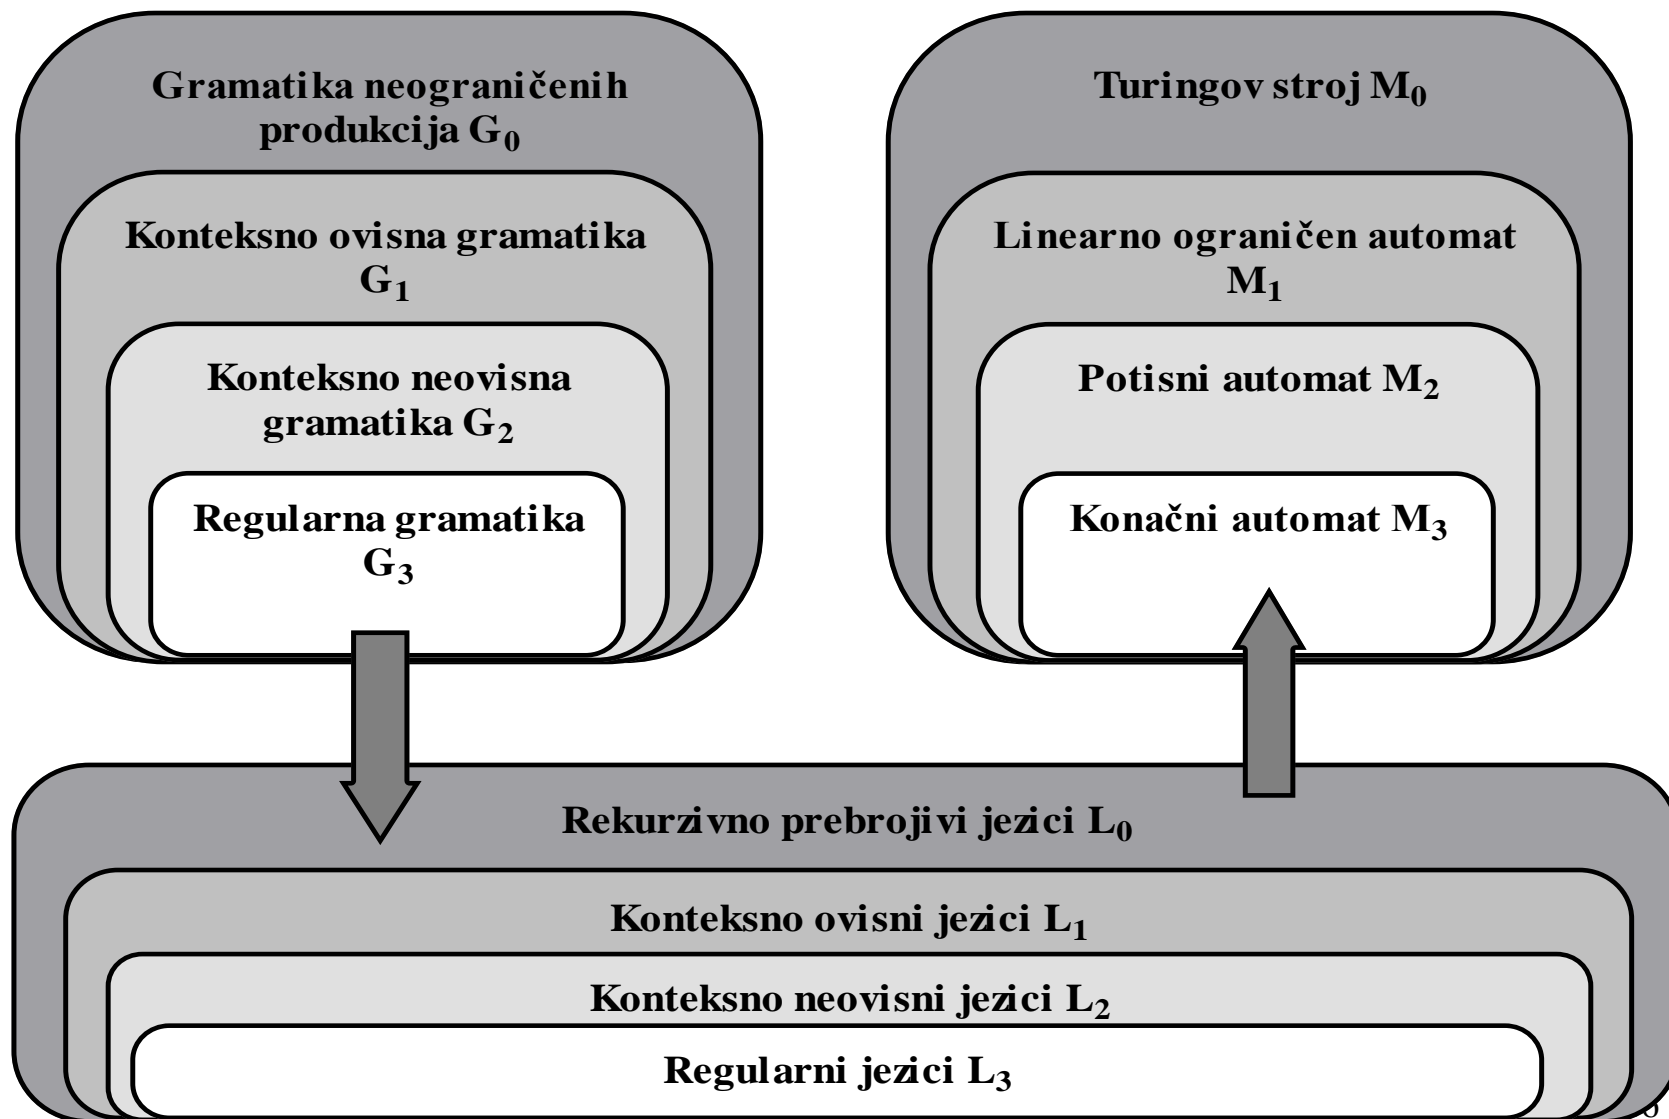 Gramatika neograničenih
produkcija G₀
Konteksno ovisna gramatika
G₁
Konteksno neovisna
gramatika G₂
Regularna gramatika
G₃
Turingov stroj M₀
Linearno ograničen automat
M₁
Potisni automat M₂
Konačni automat M₃
Rekurzivno prebrojivi jezici L₀
Konteksno ovisni jezici L₁
Konteksno neovisni jezici L₂
Regularni jezici L₃